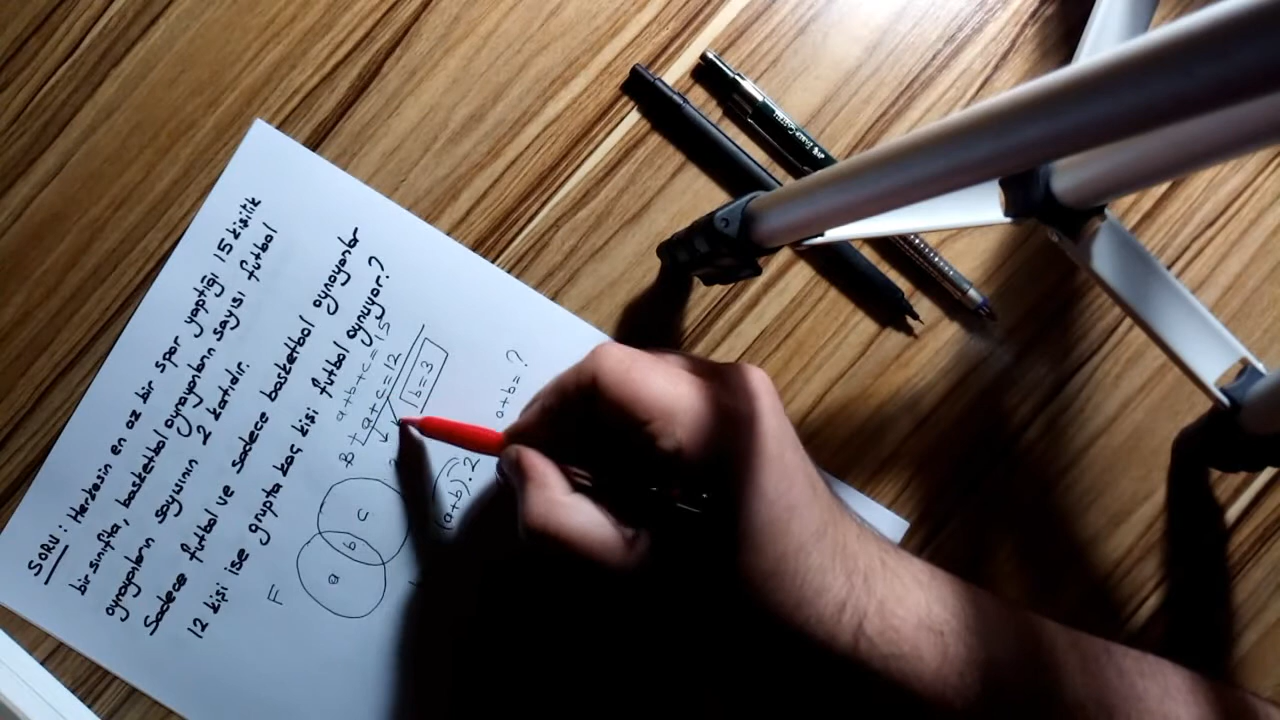 SORU: Herkesin en az bir spor yaptığı 15 kişilik
bir sınıfta, basketbol oynayanların sayısı futbol
oynayanların sayısının 2 katıdır.
Sadece futbol ve sadece basketbol oynayanlar
12 kişi ise grupta kaç kişi futbol oynuyor?
F
B
a
b
c
a+b+c=15
a+c=12
b=3
(a+b).2
a+b=?